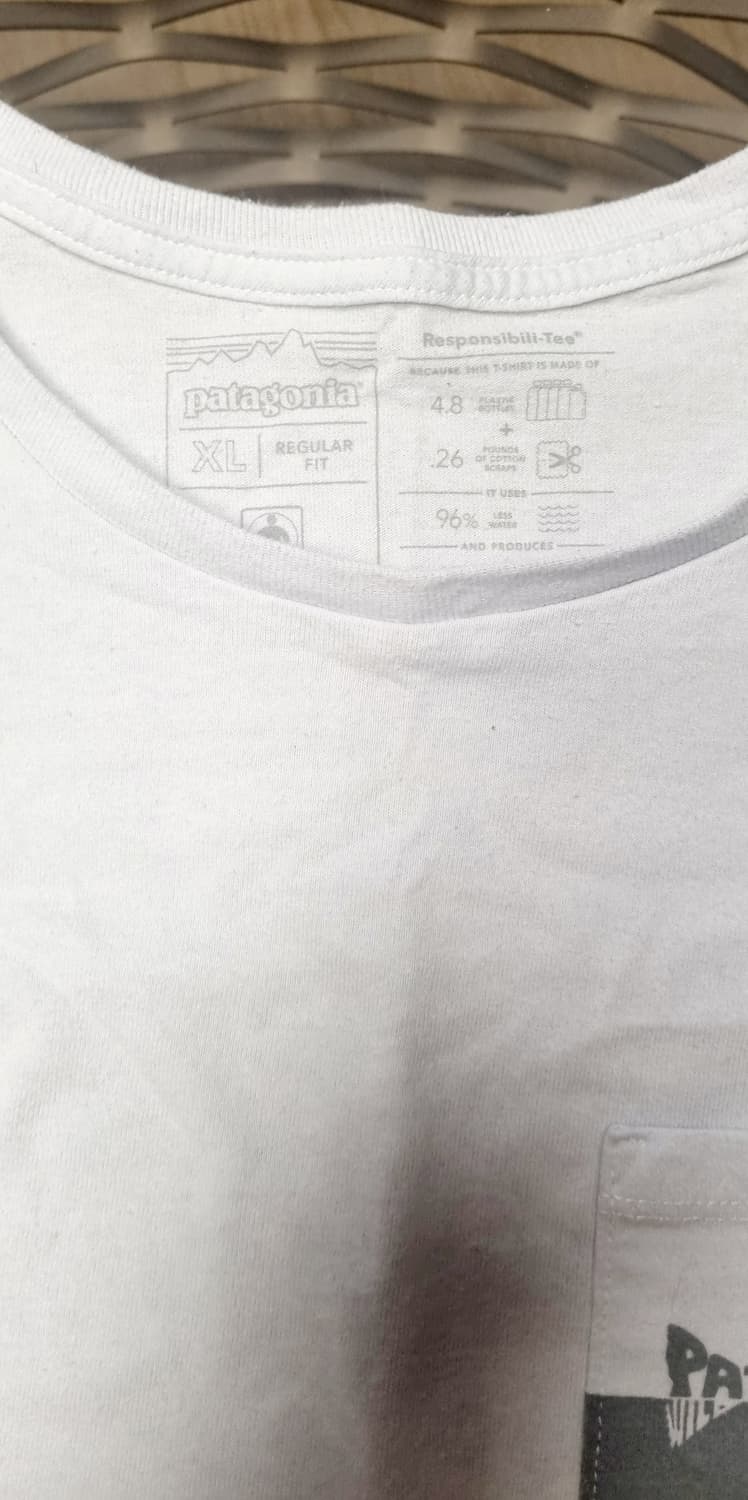 patagonia®
XL
REGULAR
FIT
Responsibili-Tee®
BECAUSE THIS T-SHIRT IS MADE OF
4.8 PLASTIC
BOTTLES
+
.26 POUNDS
OF COTTON
SCRAPS
IT USES
96% LESS
WATER
AND PRODUCES
PA
WIL